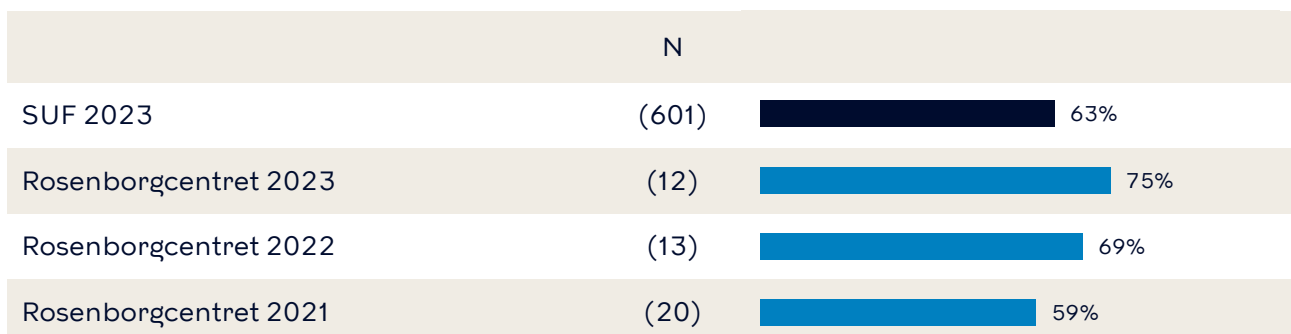 N
SUF 2023 (601) 63%
Rosenborgcentret 2023 (12) 75%
Rosenborgcentret 2022 (13) 69%
Rosenborgcentret 2021 (20) 59%